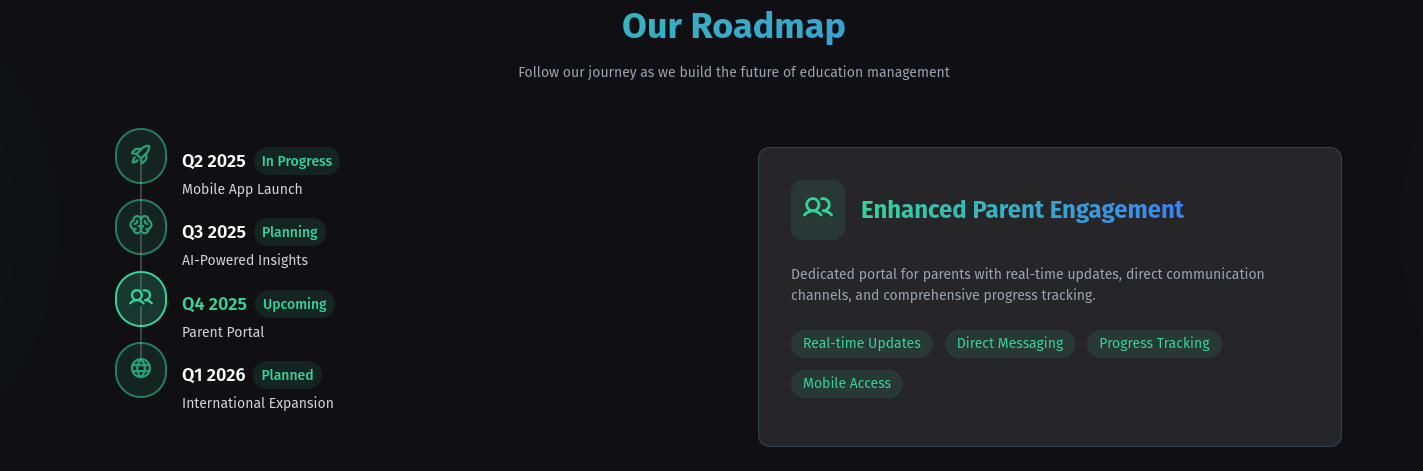 Our Roadmap
Follow our journey as we build the future of education management
Q2 2025 In Progress
Mobile App Launch
Q3 2025 Planning
AI-Powered Insights
Q4 2025 Upcoming
Parent Portal
Q1 2026 Planned
International Expansion
Enhanced Parent Engagement
Dedicated portal for parents with real-time updates, direct communication
channels, and comprehensive progress tracking.
Real-time Updates Direct Messaging Progress Tracking
Mobile Access